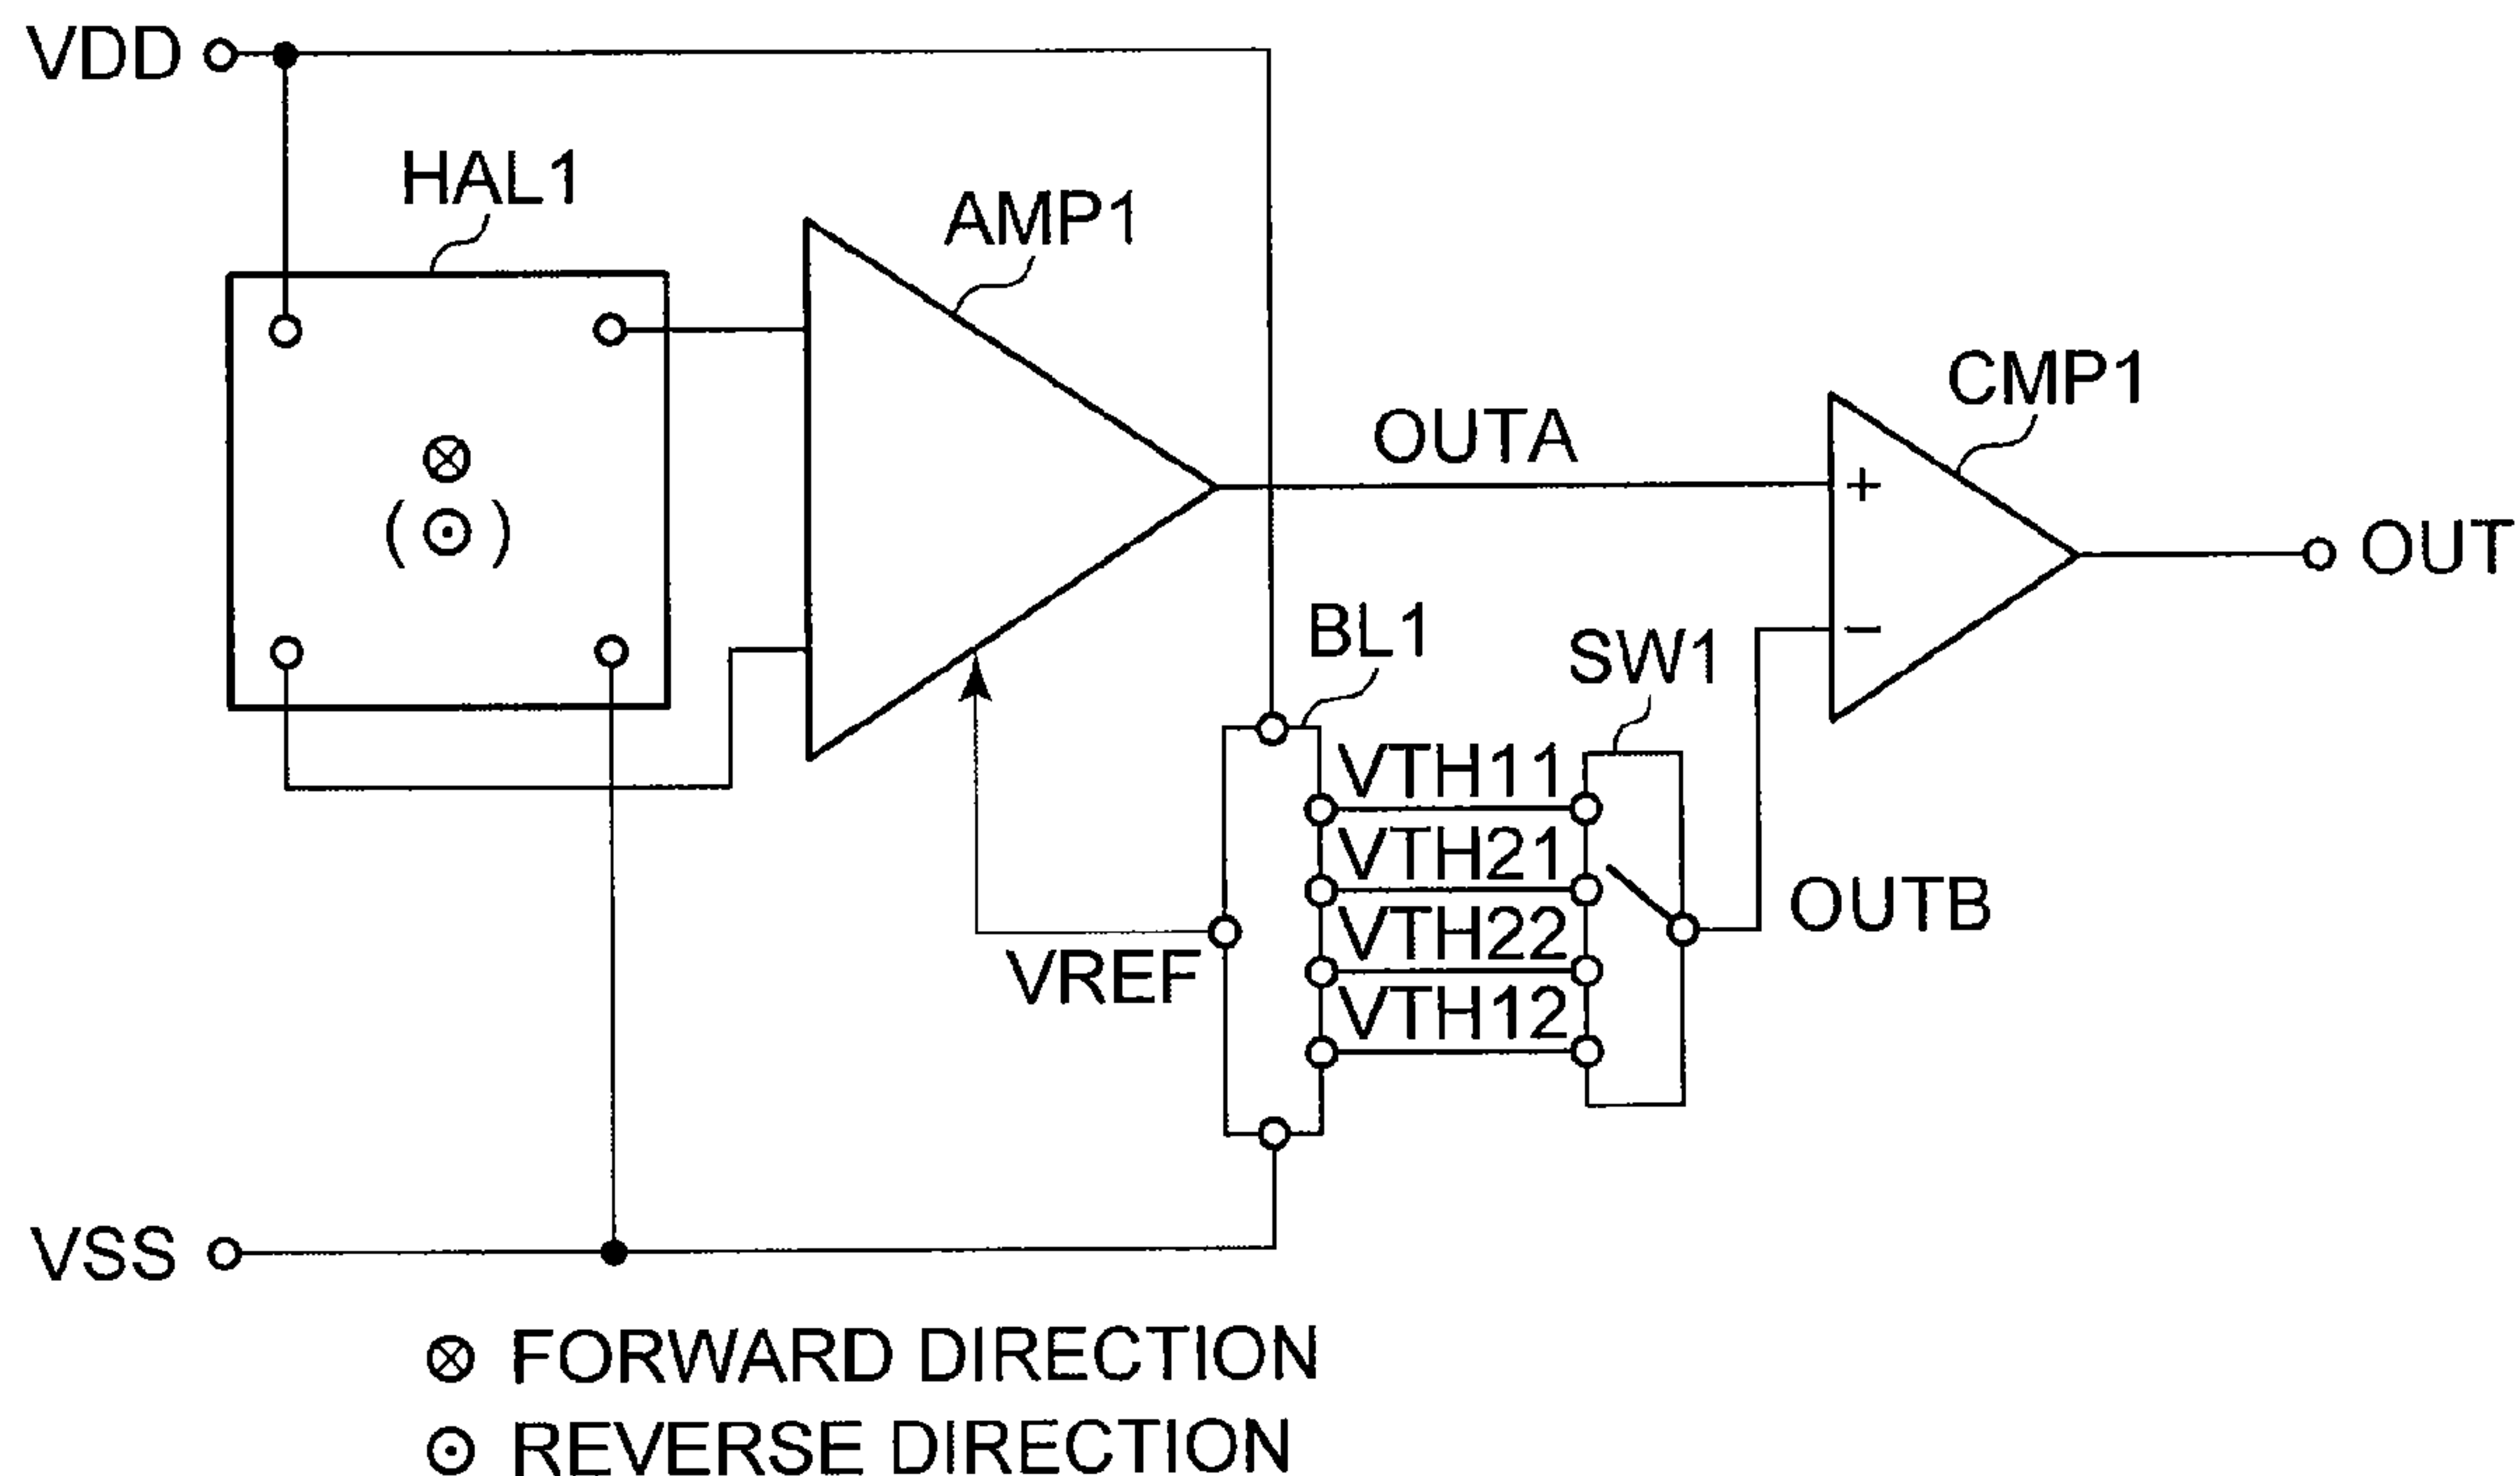 VDD
HAL1
AMP1
CMP1
OUTA
+
OUT
( )
BL1
SW1
−
VTH11
VTH21
OUTB
VTH22
VREF
VTH12
VSS
FORWARD DIRECTION
REVERSE DIRECTION